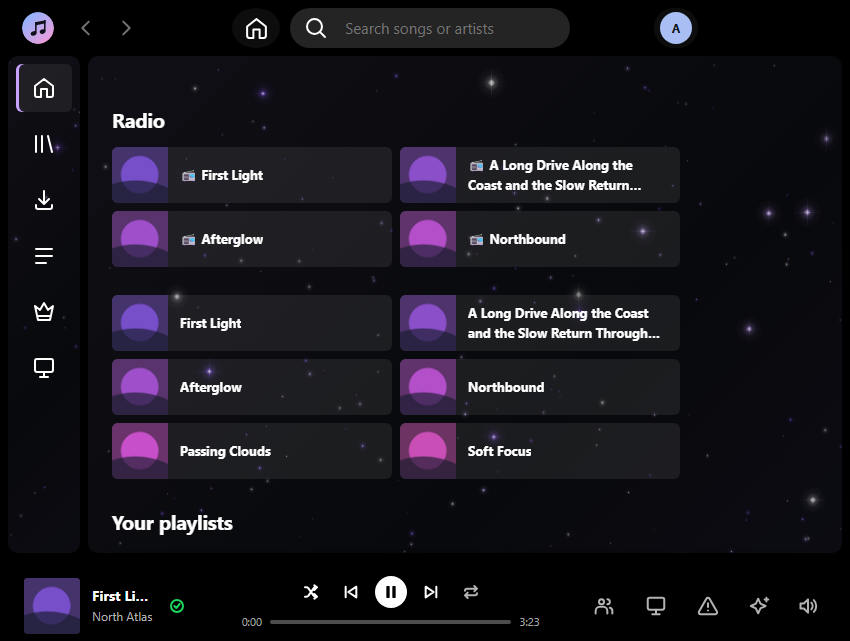 Search songs or artists
A
Radio
📻 First Light
📻 A Long Drive Along the
Coast and the Slow Return...
📻 Afterglow
📻 Northbound
First Light
A Long Drive Along the Coast
and the Slow Return Through...
Afterglow
Northbound
Passing Clouds
Soft Focus
Your playlists
First Li...
North Atlas
0:00
3:23